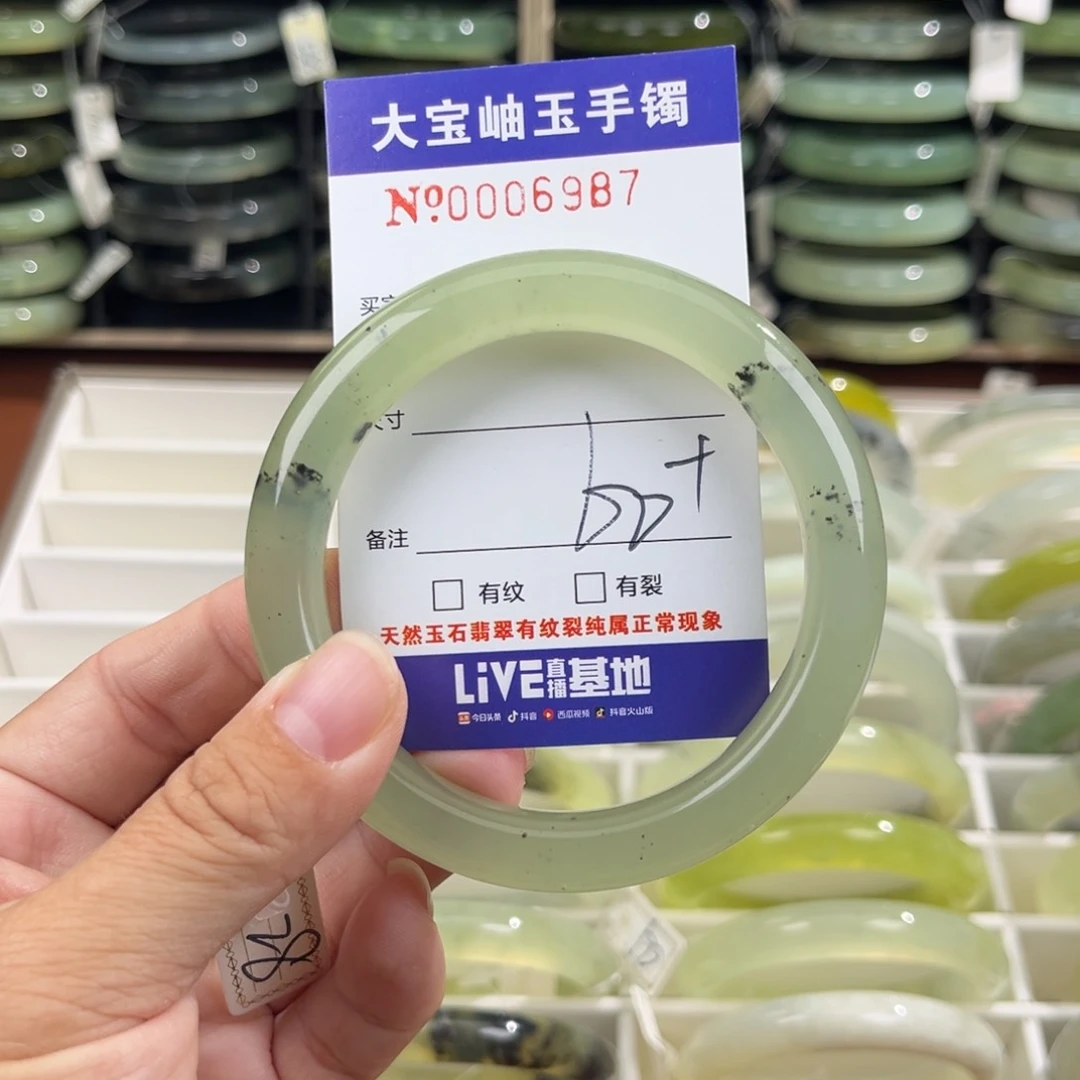 大宝岫玉手镯
№0006987
买家
尺寸
备注
□ 有纹 □ 有裂
天然玉石翡翠有纹裂纯属正常现象
LiVE直播基地
今日头条 抖音 西瓜视频 抖音火山版